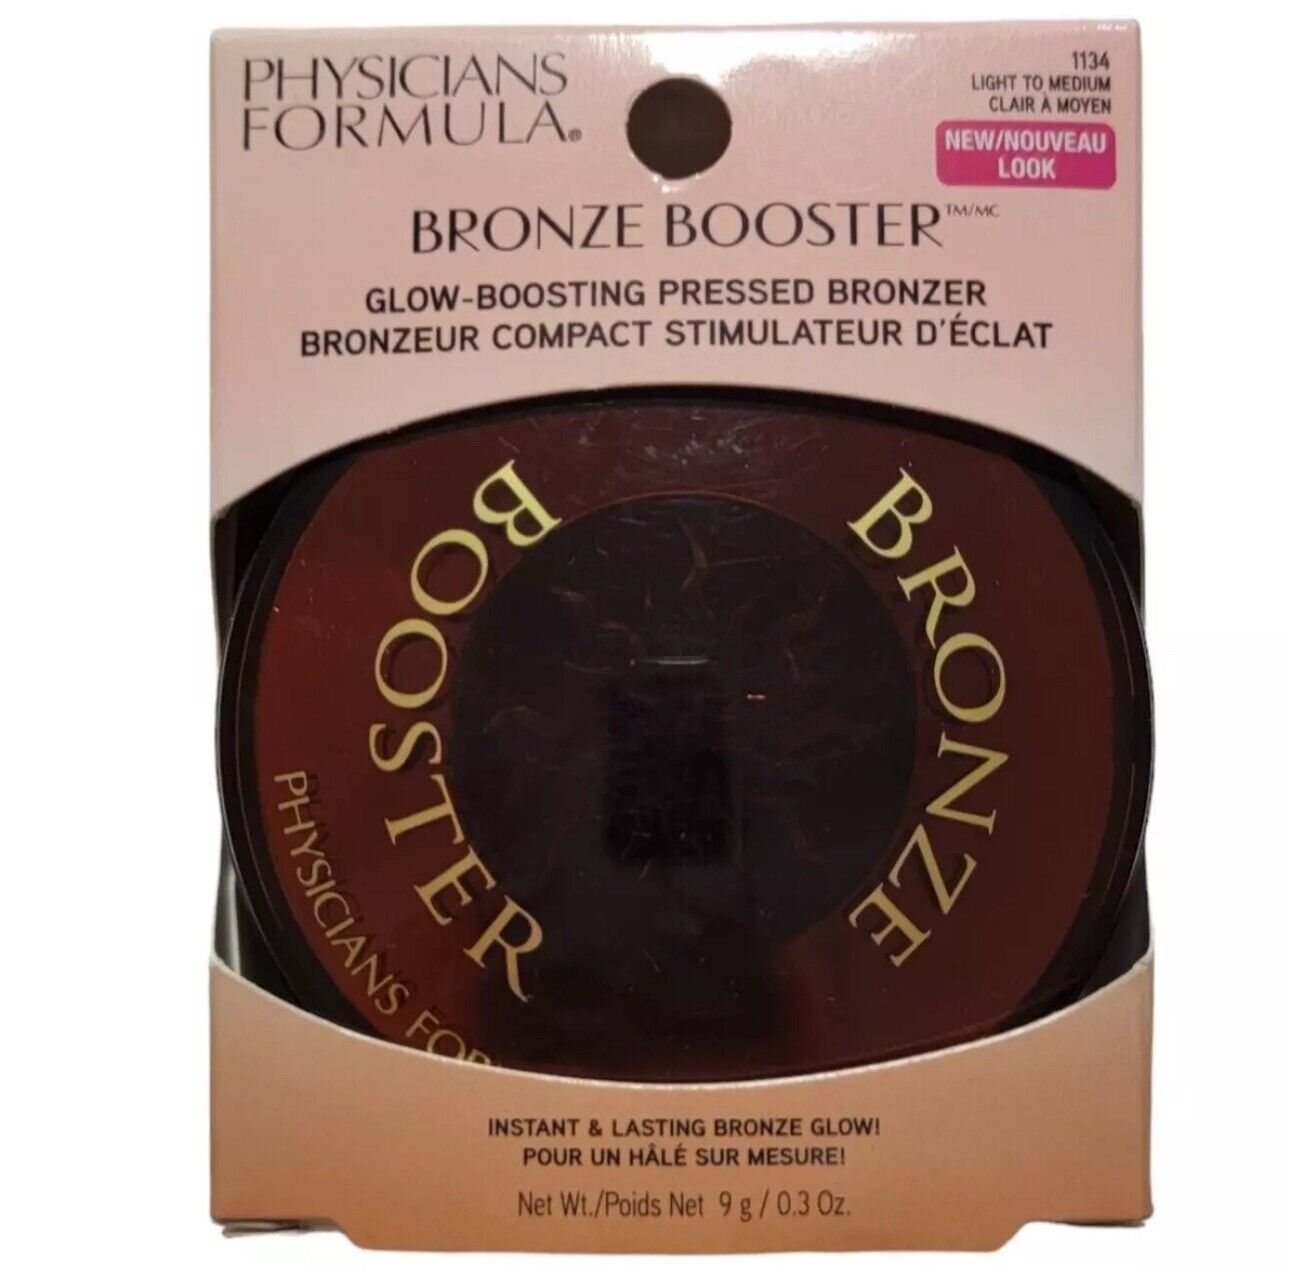 PHYSICIANS
FORMULA®
1134
LIGHT TO MEDIUM
CLAIR À MOYEN
NEW/NOUVEAU
LOOK
BRONZE BOOSTER™/MC
GLOW-BOOSTING PRESSED BRONZER
BRONZEUR COMPACT STIMULATEUR D'ÉCLAT
BRONZE
BOOSTER
PHYSICIANS FOR
INSTANT & LASTING BRONZE GLOW!
POUR UN HÂLÉ SUR MESURE!
Net Wt./Poids Net 9 g / 0.3 Oz.